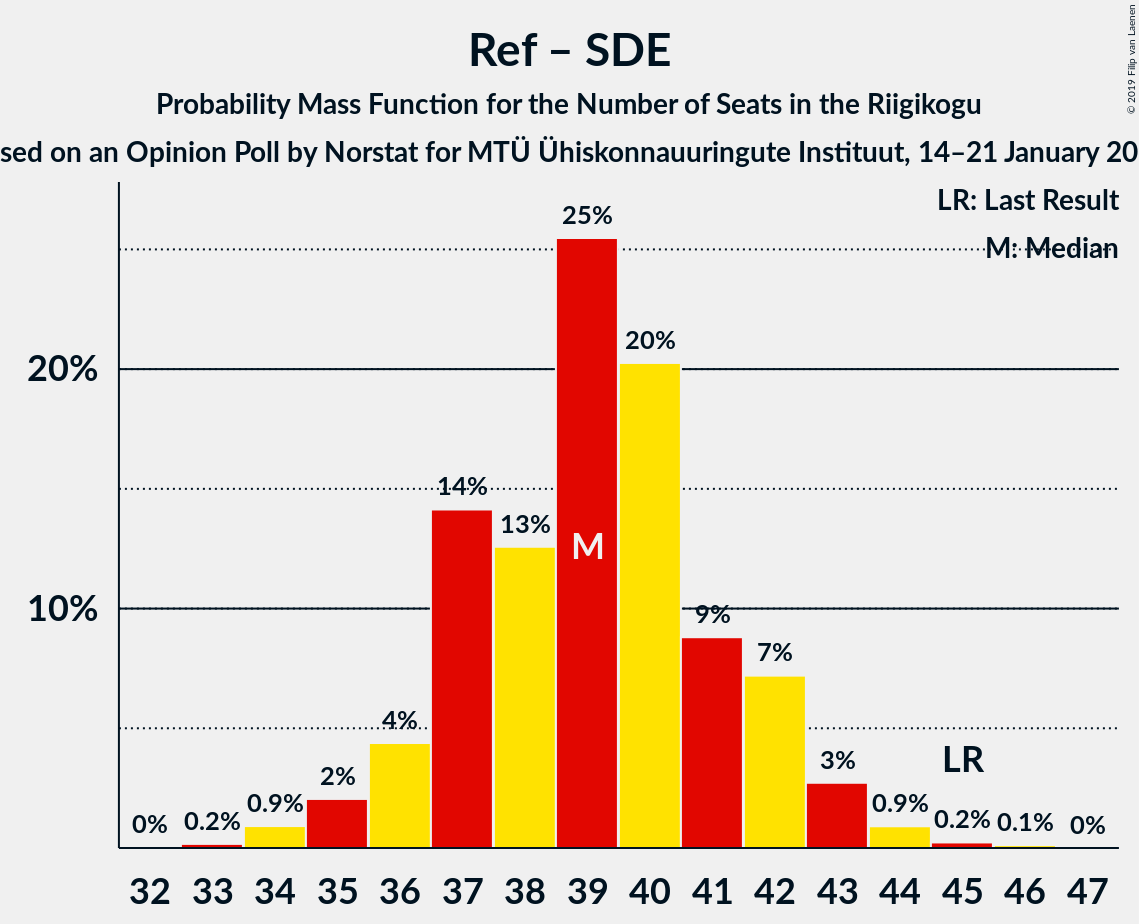 Ref – SDE
Probability Mass Function for the Number of Seats in the Riigikogu
sed on an Opinion Poll by Norstat for MTÜ Ühiskonnauuringute Instituut, 14–21 January 20
© 2019 Filip van Laenen
LR: Last Result
M: Median
25%
20%
20%
14%
13%
M
10%
9%
7%
4%
LR
3%
2%
0.9%
0.9%
0% 0.2% 0.2% 0.1% 0%
32 33 34 35 36 37 38 39 40 41 42 43 44 45 46 47